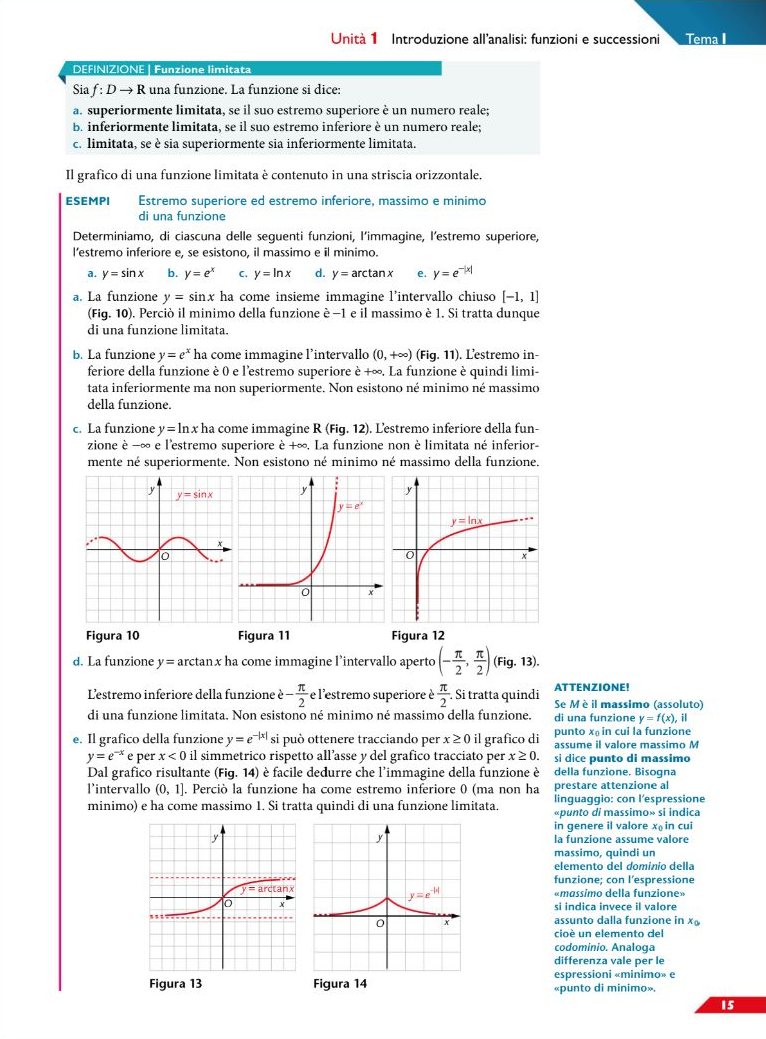 Unità 1 Introduzione all'analisi: funzioni e successioni Tema I
DEFINIZIONE | Funzione limitata
Sia f : D → R una funzione. La funzione si dice:
a. superiormente limitata, se il suo estremo superiore è un numero reale;
b. inferiormente limitata, se il suo estremo inferiore è un numero reale;
c. limitata, se è sia superiormente sia inferiormente limitata.
Il grafico di una funzione limitata è contenuto in una striscia orizzontale.
ESEMPI Estremo superiore ed estremo inferiore, massimo e minimo
di una funzione
Determiniamo, di ciascuna delle seguenti funzioni, l'immagine, l'estremo superiore,
l'estremo inferiore e, se esistono, il massimo e il minimo.
a. y = sin x b. y = eˣ c. y = ln x d. y = arctan x e. y = e^–|x|
a. La funzione y = sin x ha come insieme immagine l'intervallo chiuso [–1, 1]
(Fig. 10). Perciò il minimo della funzione è –1 e il massimo è 1. Si tratta dunque
di una funzione limitata.
b. La funzione y = eˣ ha come immagine l'intervallo (0, +∞) (Fig. 11). L'estremo in-
feriore della funzione è 0 e l'estremo superiore è +∞. La funzione è quindi limi-
tata inferiormente ma non superiormente. Non esistono né minimo né massimo
della funzione.
c. La funzione y = ln x ha come immagine R (Fig. 12). L'estremo inferiore della fun-
zione è –∞ e l'estremo superiore è +∞. La funzione non è limitata né inferior-
mente né superiormente. Non esistono né minimo né massimo della funzione.
y y = sin x x O
y y = eˣ O x
y y = ln x O x
Figura 10 Figura 11 Figura 12
d. La funzione y = arctan x ha come immagine l'intervallo aperto (–π/2, π/2) (Fig. 13).
L'estremo inferiore della funzione è –π/2 e l'estremo superiore è π/2. Si tratta quindi
di una funzione limitata. Non esistono né minimo né massimo della funzione.
e. Il grafico della funzione y = e^–|x| si può ottenere tracciando per x ≥ 0 il grafico di
y = e^–x e per x < 0 il simmetrico rispetto all'asse y del grafico tracciato per x ≥ 0.
Dal grafico risultante (Fig. 14) è facile dedurre che l'immagine della funzione è
l'intervallo (0, 1]. Perciò la funzione ha come estremo inferiore 0 (ma non ha
minimo) e ha come massimo 1. Si tratta quindi di una funzione limitata.
y y = arctan x O x
y y = e^–|x| O x
Figura 13 Figura 14
ATTENZIONE!
Se M è il massimo (assoluto)
di una funzione y = f(x), il
punto x₀ in cui la funzione
assume il valore massimo M
si dice punto di massimo
della funzione. Bisogna
prestare attenzione al
linguaggio: con l'espressione
«punto di massimo» si indica
in genere il valore x₀ in cui
la funzione assume valore
massimo, quindi un
elemento del dominio della
funzione; con l'espressione
«massimo della funzione»
si indica invece il valore
assunto dalla funzione in x₀,
cioè un elemento del
codominio. Analoga
differenza vale per le
espressioni «minimo» e
«punto di minimo».
15